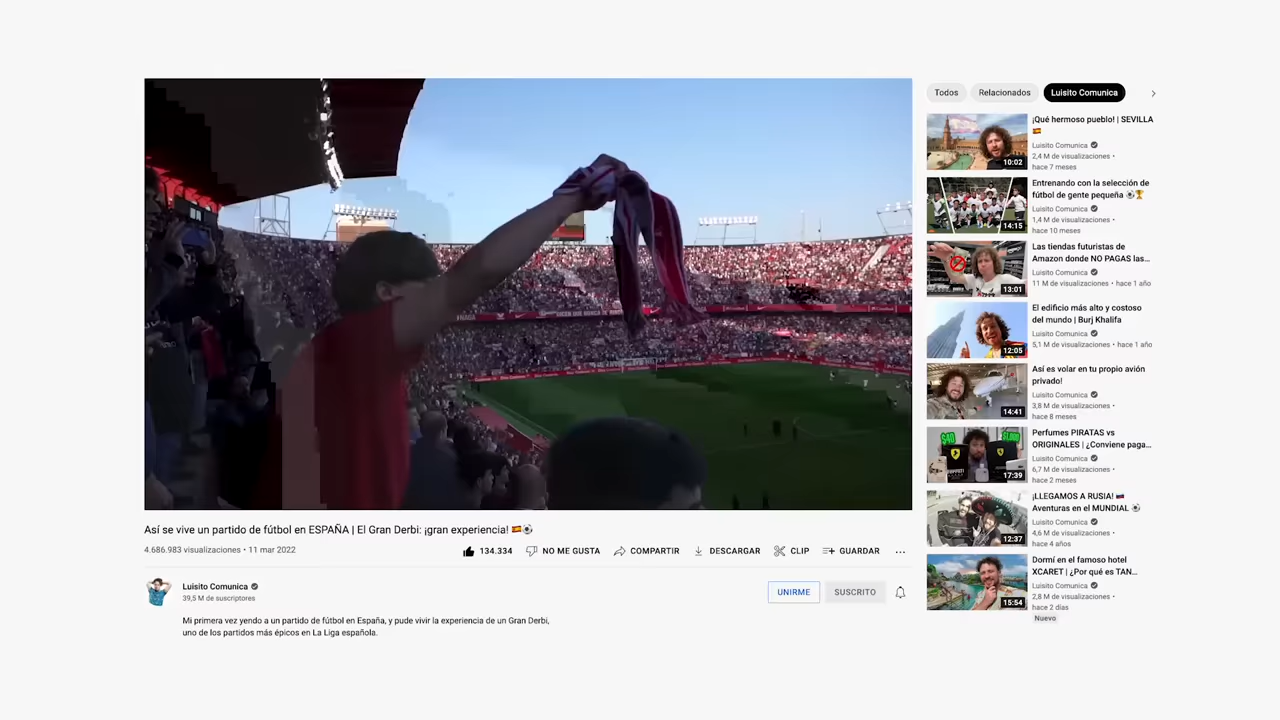 Así se vive un partido de fútbol en ESPAÑA | El Gran Derbi: ¡gran experiencia! 🇪🇸⚽
4.686.983 visualizaciones • 11 mar 2022
134.334
NO ME GUSTA
COMPARTIR
DESCARGAR
CLIP
GUARDAR
...
Luisito Comunica
39,5 M de suscriptores
UNIRME
SUSCRITO
Mi primera vez yendo a un partido de fútbol en España, y pude vivir la experiencia de un Gran Derbi,
uno de los partidos más épicos en La Liga española.
Todos
Relacionados
Luisito Comunica
¡Qué hermoso pueblo! | SEVILLA
🇪🇸
Luisito Comunica
2,4 M de visualizaciones •
hace 7 meses
10:02
Entrenando con la selección de
fútbol de gente pequeña ⚽🏆
Luisito Comunica
1,4 M de visualizaciones •
hace 10 meses
14:15
Las tiendas futuristas de
Amazon donde NO PAGAS las...
Luisito Comunica
11 M de visualizaciones • hace 1 año
13:01
El edificio más alto y costoso
del mundo | Burj Khalifa
Luisito Comunica
5,1 M de visualizaciones • hace 1 año
12:05
Así es volar en tu propio avión
privado!
Luisito Comunica
3,8 M de visualizaciones •
hace 8 meses
14:41
Perfumes PIRATAS vs
ORIGINALES | ¿Conviene paga...
Luisito Comunica
6,7 M de visualizaciones •
hace 2 meses
$40
$1,000
17:39
¡LLEGAMOS A RUSIA! 🇷🇺
Aventuras en el MUNDIAL ⚽
Luisito Comunica
4,6 M de visualizaciones •
hace 4 años
12:37
Dormí en el famoso hotel
XCARET | ¿Por qué es TAN...
Luisito Comunica
2,8 M de visualizaciones •
hace 2 días
Nuevo
15:54